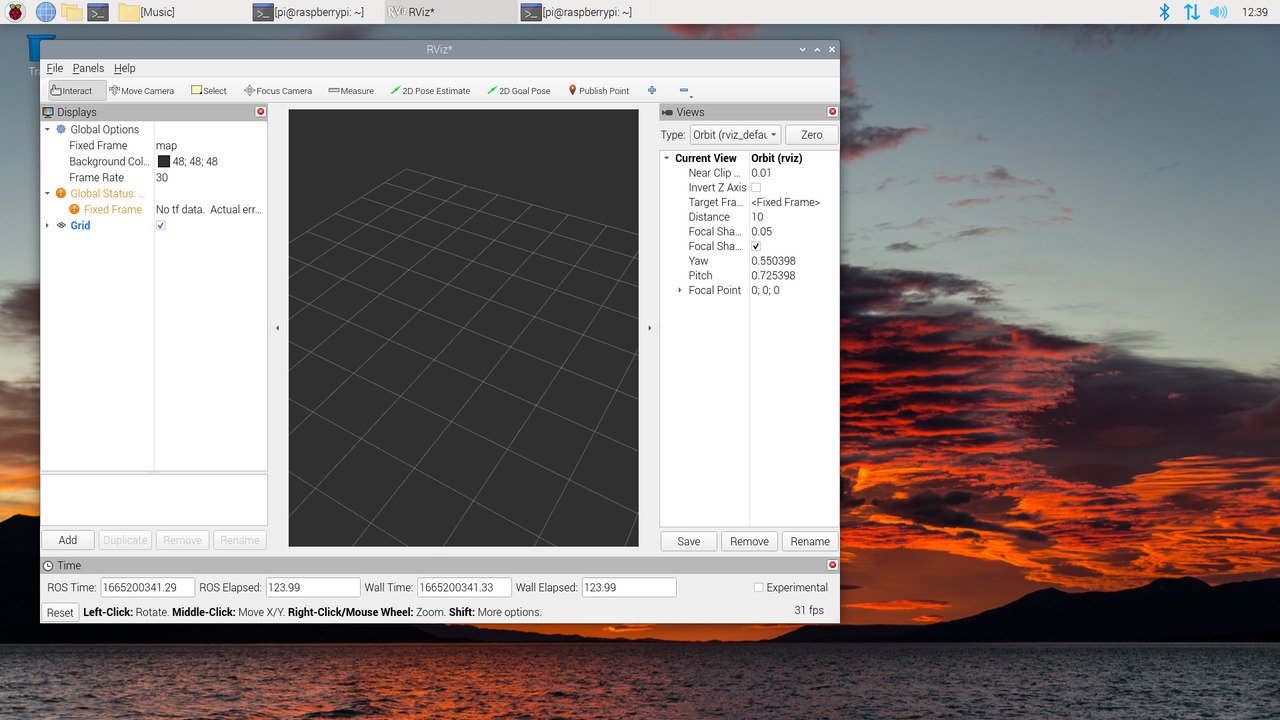 [Music]
[pi@raspberrypi: ~]
RViz*
[pi@raspberrypi: ~]
12:39
RViz*
File Panels Help
Interact Move Camera Select Focus Camera Measure 2D Pose Estimate 2D Goal Pose Publish Point
Displays
Global Options
Fixed Frame map
Background Col... 48; 48; 48
Frame Rate 30
Global Status: ...
Fixed Frame No tf data. Actual err...
Grid
Add Duplicate Remove Rename
Views
Type: Orbit (rviz_defau Zero
Current View Orbit (rviz)
Near Clip ... 0.01
Invert Z Axis
Target Fra... <Fixed Frame>
Distance 10
Focal Sha... 0.05
Focal Sha...
Yaw 0.550398
Pitch 0.725398
Focal Point 0; 0; 0
Save Remove Rename
Time
ROS Time: 1665200341.29 ROS Elapsed: 123.99 Wall Time: 1665200341.33 Wall Elapsed: 123.99 Experimental
Reset Left-Click: Rotate. Middle-Click: Move X/Y. Right-Click/Mouse Wheel: Zoom. Shift: More options. 31 fps